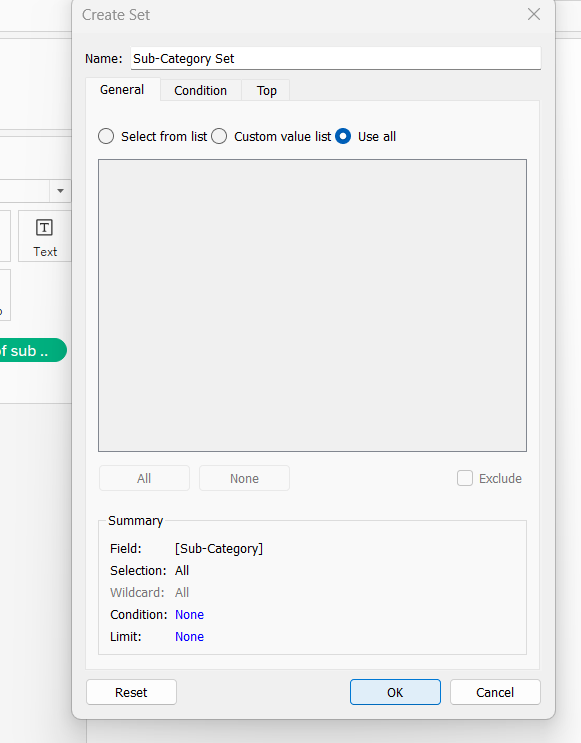 Create Set
Name: Sub-Category Set
General Condition Top
Select from list Custom value list Use all
Text
of sub ..
All None Exclude
Summary
Field: [Sub-Category]
Selection: All
Wildcard: All
Condition: None
Limit: None
Reset OK Cancel